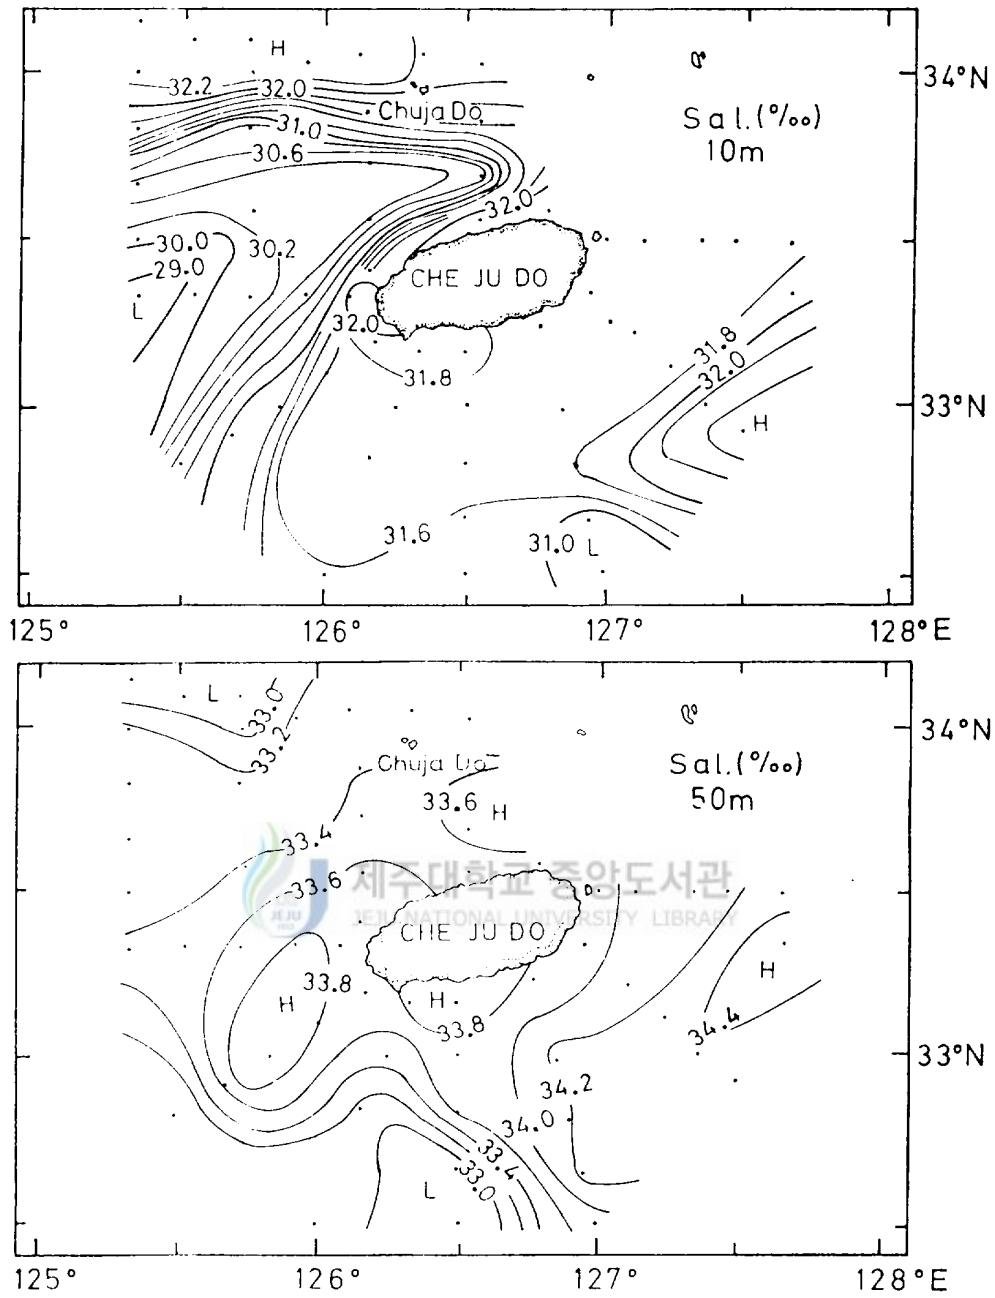 H
34°N
32.2
32.0
Chuja Do
Sal.(‰)
31.0
10m
30.6
32.0
30.0
30.2
29.0
CHE JU DO
L
32.0
31.8
31.8
32.0
33°N
H
31.6
31.0 L
125°
126°
127°
128°E
L
33.0
34°N
33.2
Chuja Do
Sal.(‰)
33.6
H
50m
33.4
제주대학교 중앙도서관
33.6
JEJU NATIONAL UNIVERSITY LIBRARY
JEJU
1952
CHE JU DO
H
33.8
H
H
33.8
34.4
33°N
34.2
34.0
33.4
33.0
L
125°
126°
127°
128°E